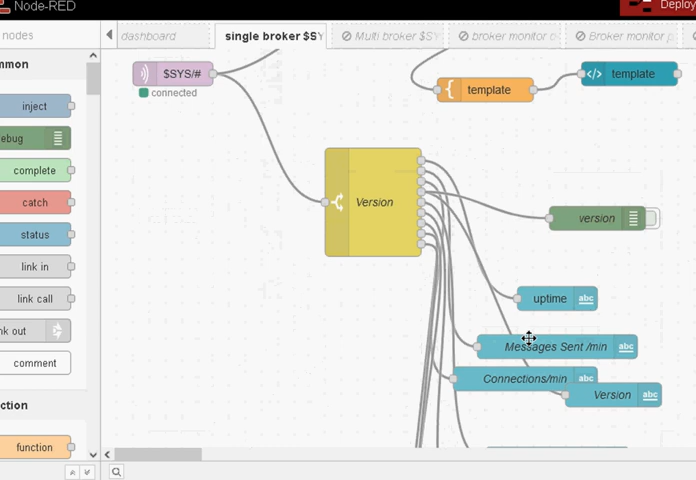 Node-RED
Deploy
nodes
dashboard
single broker $SY
Multi broker $SY
broker monitor
Broker monitor
mmon
inject
ebug
complete
catch
status
link in
link call
nk out
comment
ction
function
$SYS/#
connected
template
template
Version
version
uptime
abc
Messages Sent /min
abc
Connections/min
abc
Version
abc